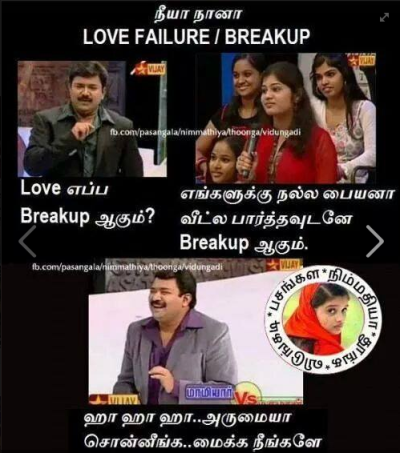 நீயா நானா
LOVE FAILURE / BREAKUP
VIJAY
VIJAY
fb.com/pasangala/nimmathiya/thoonga/vidungadi
Love எப்ப
Breakup ஆகும்?
எங்களுக்கு நல்ல பையனா
வீட்ல பார்த்தவுடனே
Breakup ஆகும்.
fb.com/pasangala/nimmathiya/thoonga/vidungadi
VIJAY
பசங்கள*நிம்மதியா*தூங்க*விடுங்கடி*
மாமியார்
Vs
VIJAY
ஹா ஹா ஹா..அருமையா
சொன்னீங்க..மைக்க நீங்களே